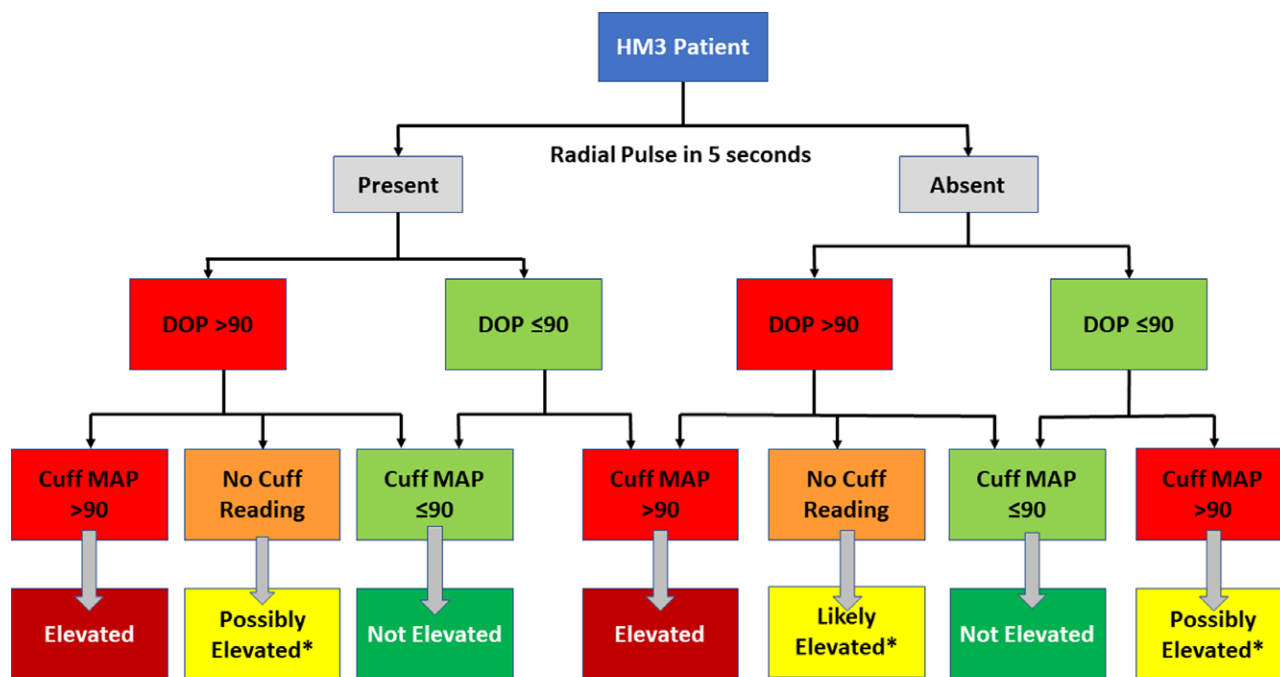 HM3 Patient
Radial Pulse in 5 seconds
Present
Absent
DOP >90
DOP ≤90
DOP >90
DOP ≤90
Cuff MAP
>90
No Cuff
Reading
Cuff MAP
≤90
Cuff MAP
>90
No Cuff
Reading
Cuff MAP
≤90
Cuff MAP
>90
Elevated
Possibly
Elevated*
Not Elevated
Elevated
Likely
Elevated*
Not Elevated
Possibly
Elevated*